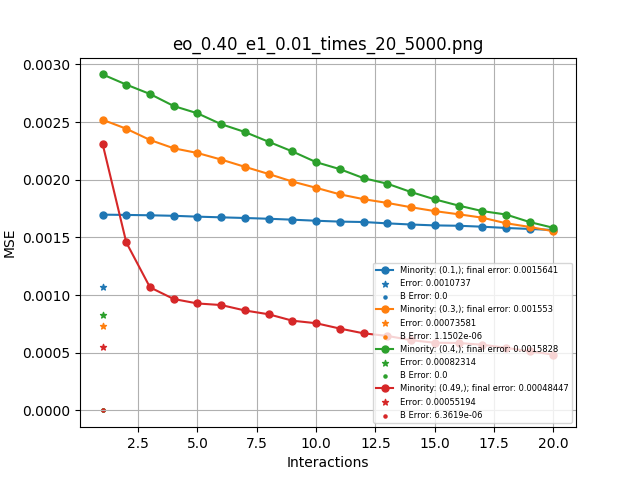 eo_0.40_e1_0.01_times_20_5000.png
0.0030
0.0025
0.0020
0.0015
0.0010
0.0005
0.0000
MSE
2.5 5.0 7.5 10.0 12.5 15.0 17.5 20.0
Interactions
Minority: (0.1,); final error: 0.0015641
Error: 0.0010737
B Error: 0.0
Minority: (0.3,); final error: 0.001553
Error: 0.00073581
B Error: 1.1502e-06
Minority: (0.4,); final error: 0.0015828
Error: 0.00082314
B Error: 0.0
Minority: (0.49,); final error: 0.00048447
Error: 0.00055194
B Error: 6.3619e-06